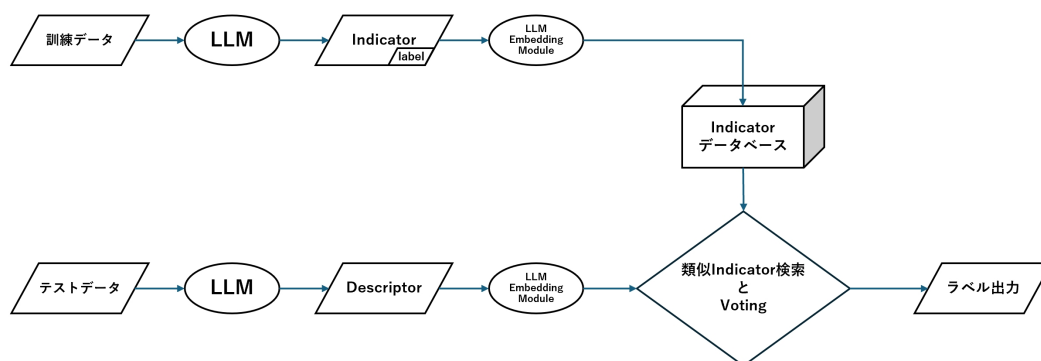 訓練データ
LLM
Indicator
label
LLM
Embedding
Module
Indicator
データベース
テストデータ
LLM
Descriptor
LLM
Embedding
Module
類似Indicator検索
と
Voting
ラベル出力